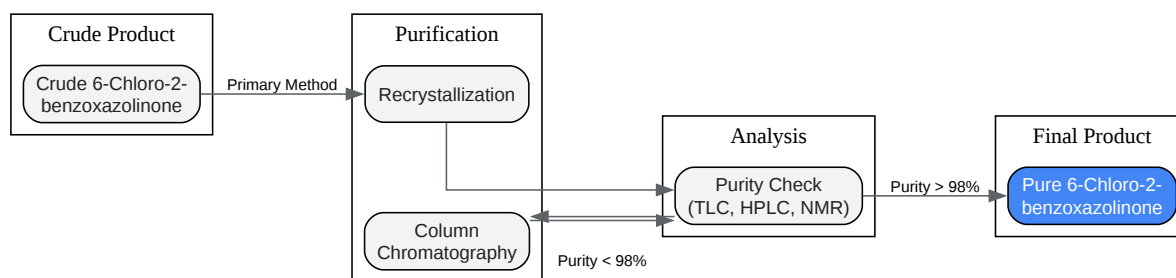 Crude Product
Crude 6-Chloro-2-
benzoxazolinone
Primary Method
Purification
Recrystallization
Column
Chromatography
Purity < 98%
Analysis
Purity Check
(TLC, HPLC, NMR)
Purity > 98%
Final Product
Pure 6-Chloro-2-
benzoxazolinone